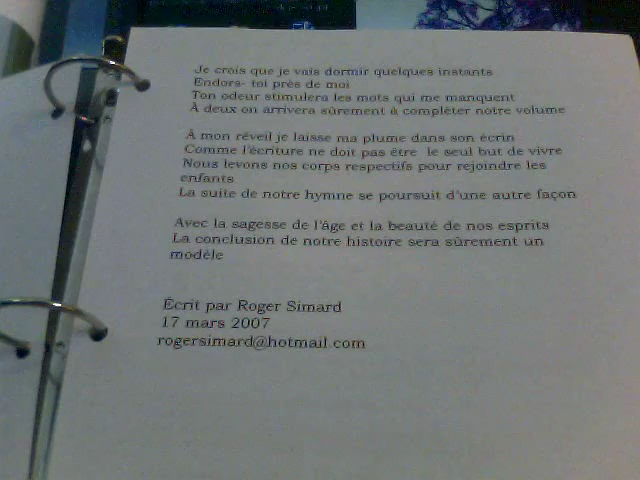 Je crois que je vais dormir quelques instants
Endors- toi près de moi
Ton odeur stimulera les mots qui me manquent
À deux on arrivera sûrement à compléter notre volume
À mon réveil je laisse ma plume dans son écrin
Comme l'écriture ne doit pas être le seul but de vivre
Nous levons nos corps respectifs pour rejoindre les
enfants
La suite de notre hymne se poursuit d'une autre façon
Avec la sagesse de l'âge et la beauté de nos esprits
La conclusion de notre histoire sera sûrement un
modèle
Écrit par Roger Simard
17 mars 2007
rogersimard@hotmail.com